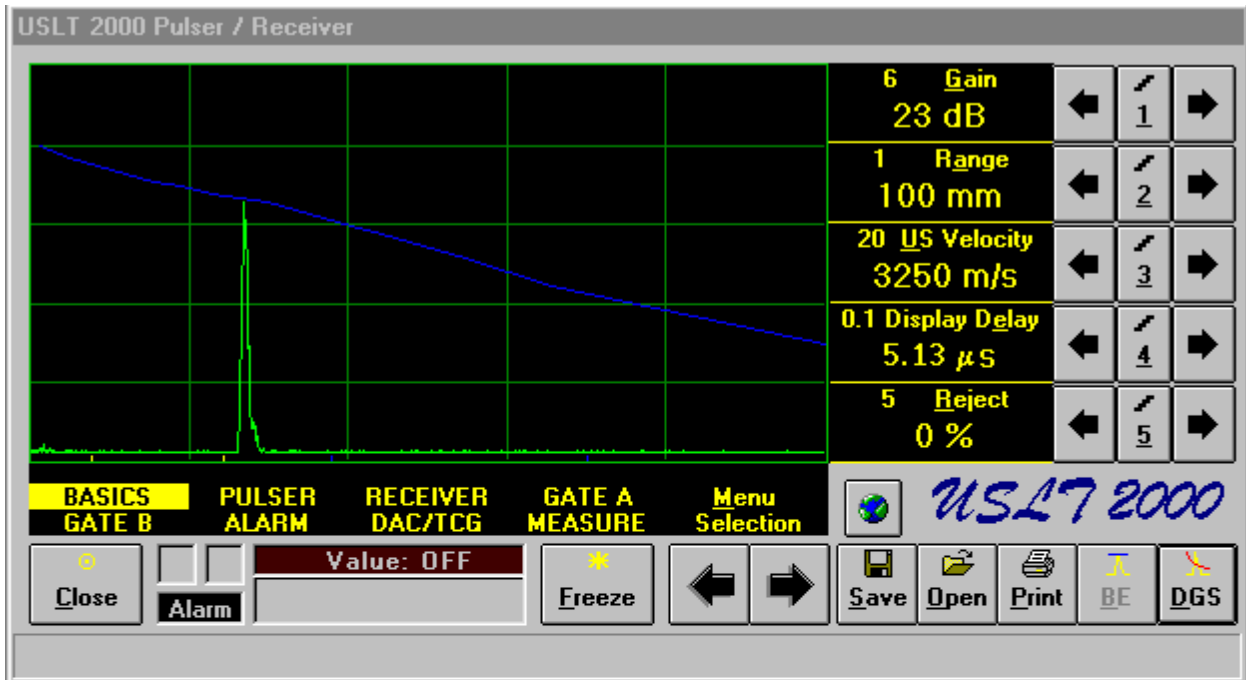 USLT 2000 Pulser / Receiver
6 Gain
23 dB
1
1 Range
100 mm
2
20 US Velocity
3250 m/s
3
0.1 Display Delay
5.13 µs
4
5 Reject
0 %
5
BASICS PULSER RECEIVER GATE A Menu
GATE B ALARM DAC/TCG MEASURE Selection
USLT 2000
Close
Alarm
Value: OFF
Freeze
Save Open Print BE DGS